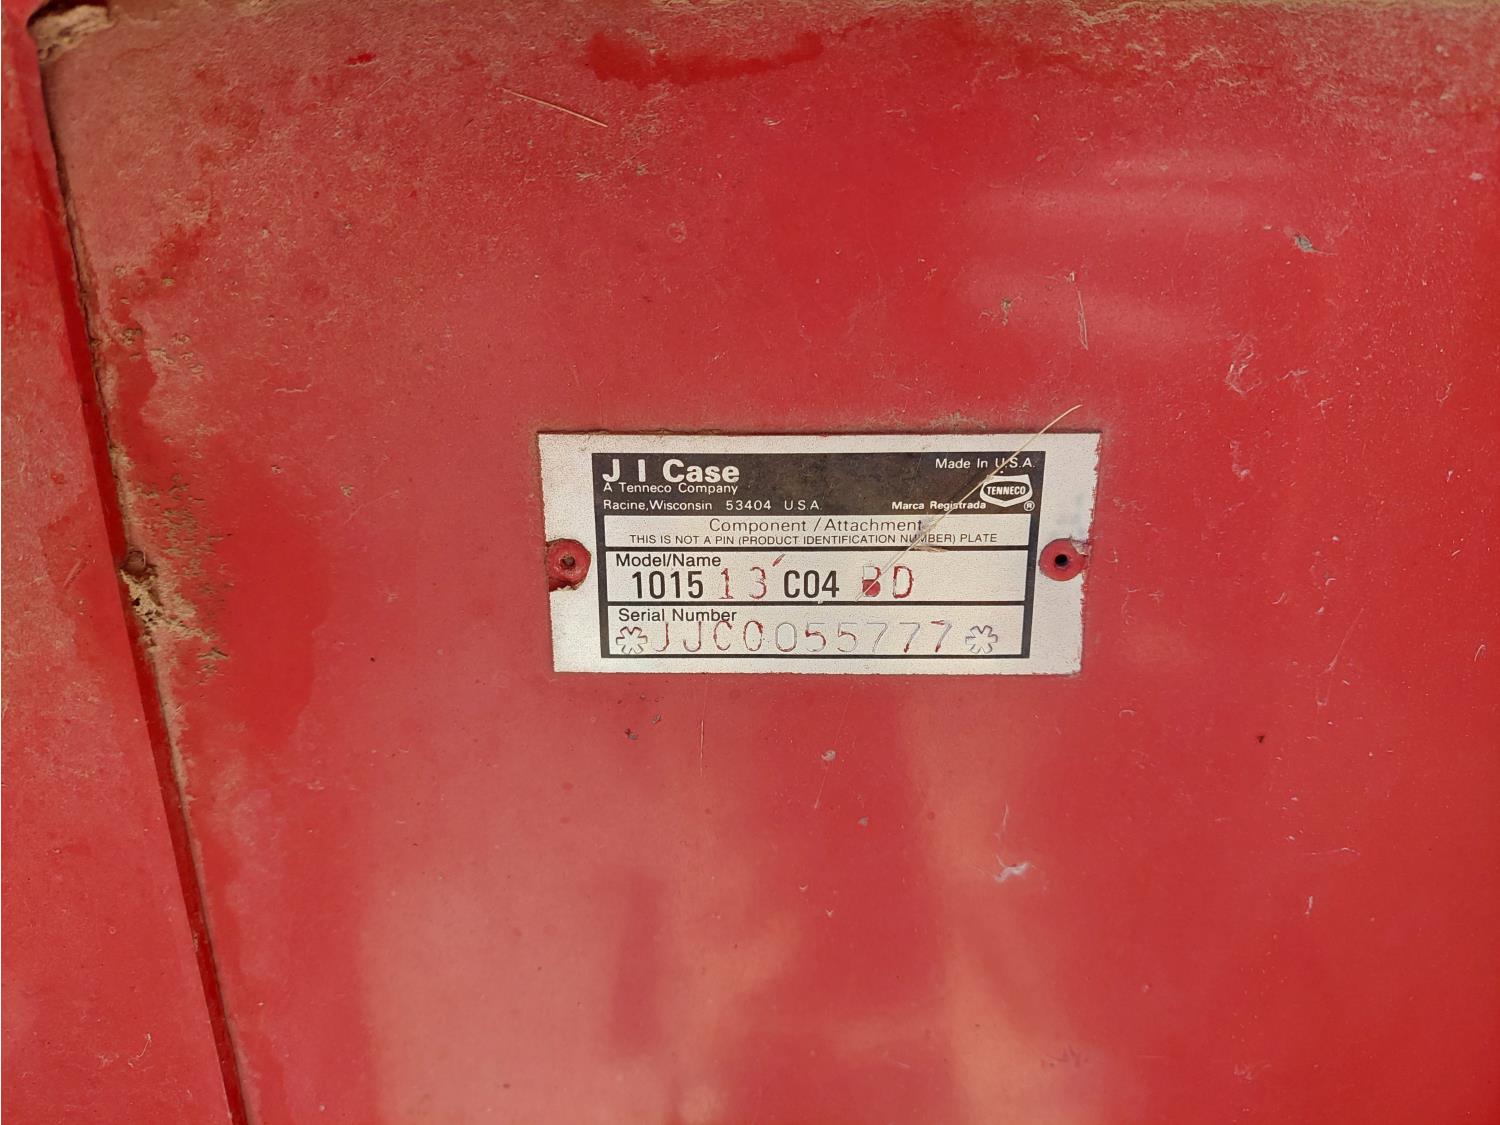 J I Case
Made In U.S.A.
A Tenneco Company
TENNECO
Racine, Wisconsin 53404 U.S.A.
Marca Registrada ®
Component / Attachment
THIS IS NOT A PIN (PRODUCT IDENTIFICATION NUMBER) PLATE
Model/Name
1015 13' C04 BD
Serial Number
*JJC0055777*